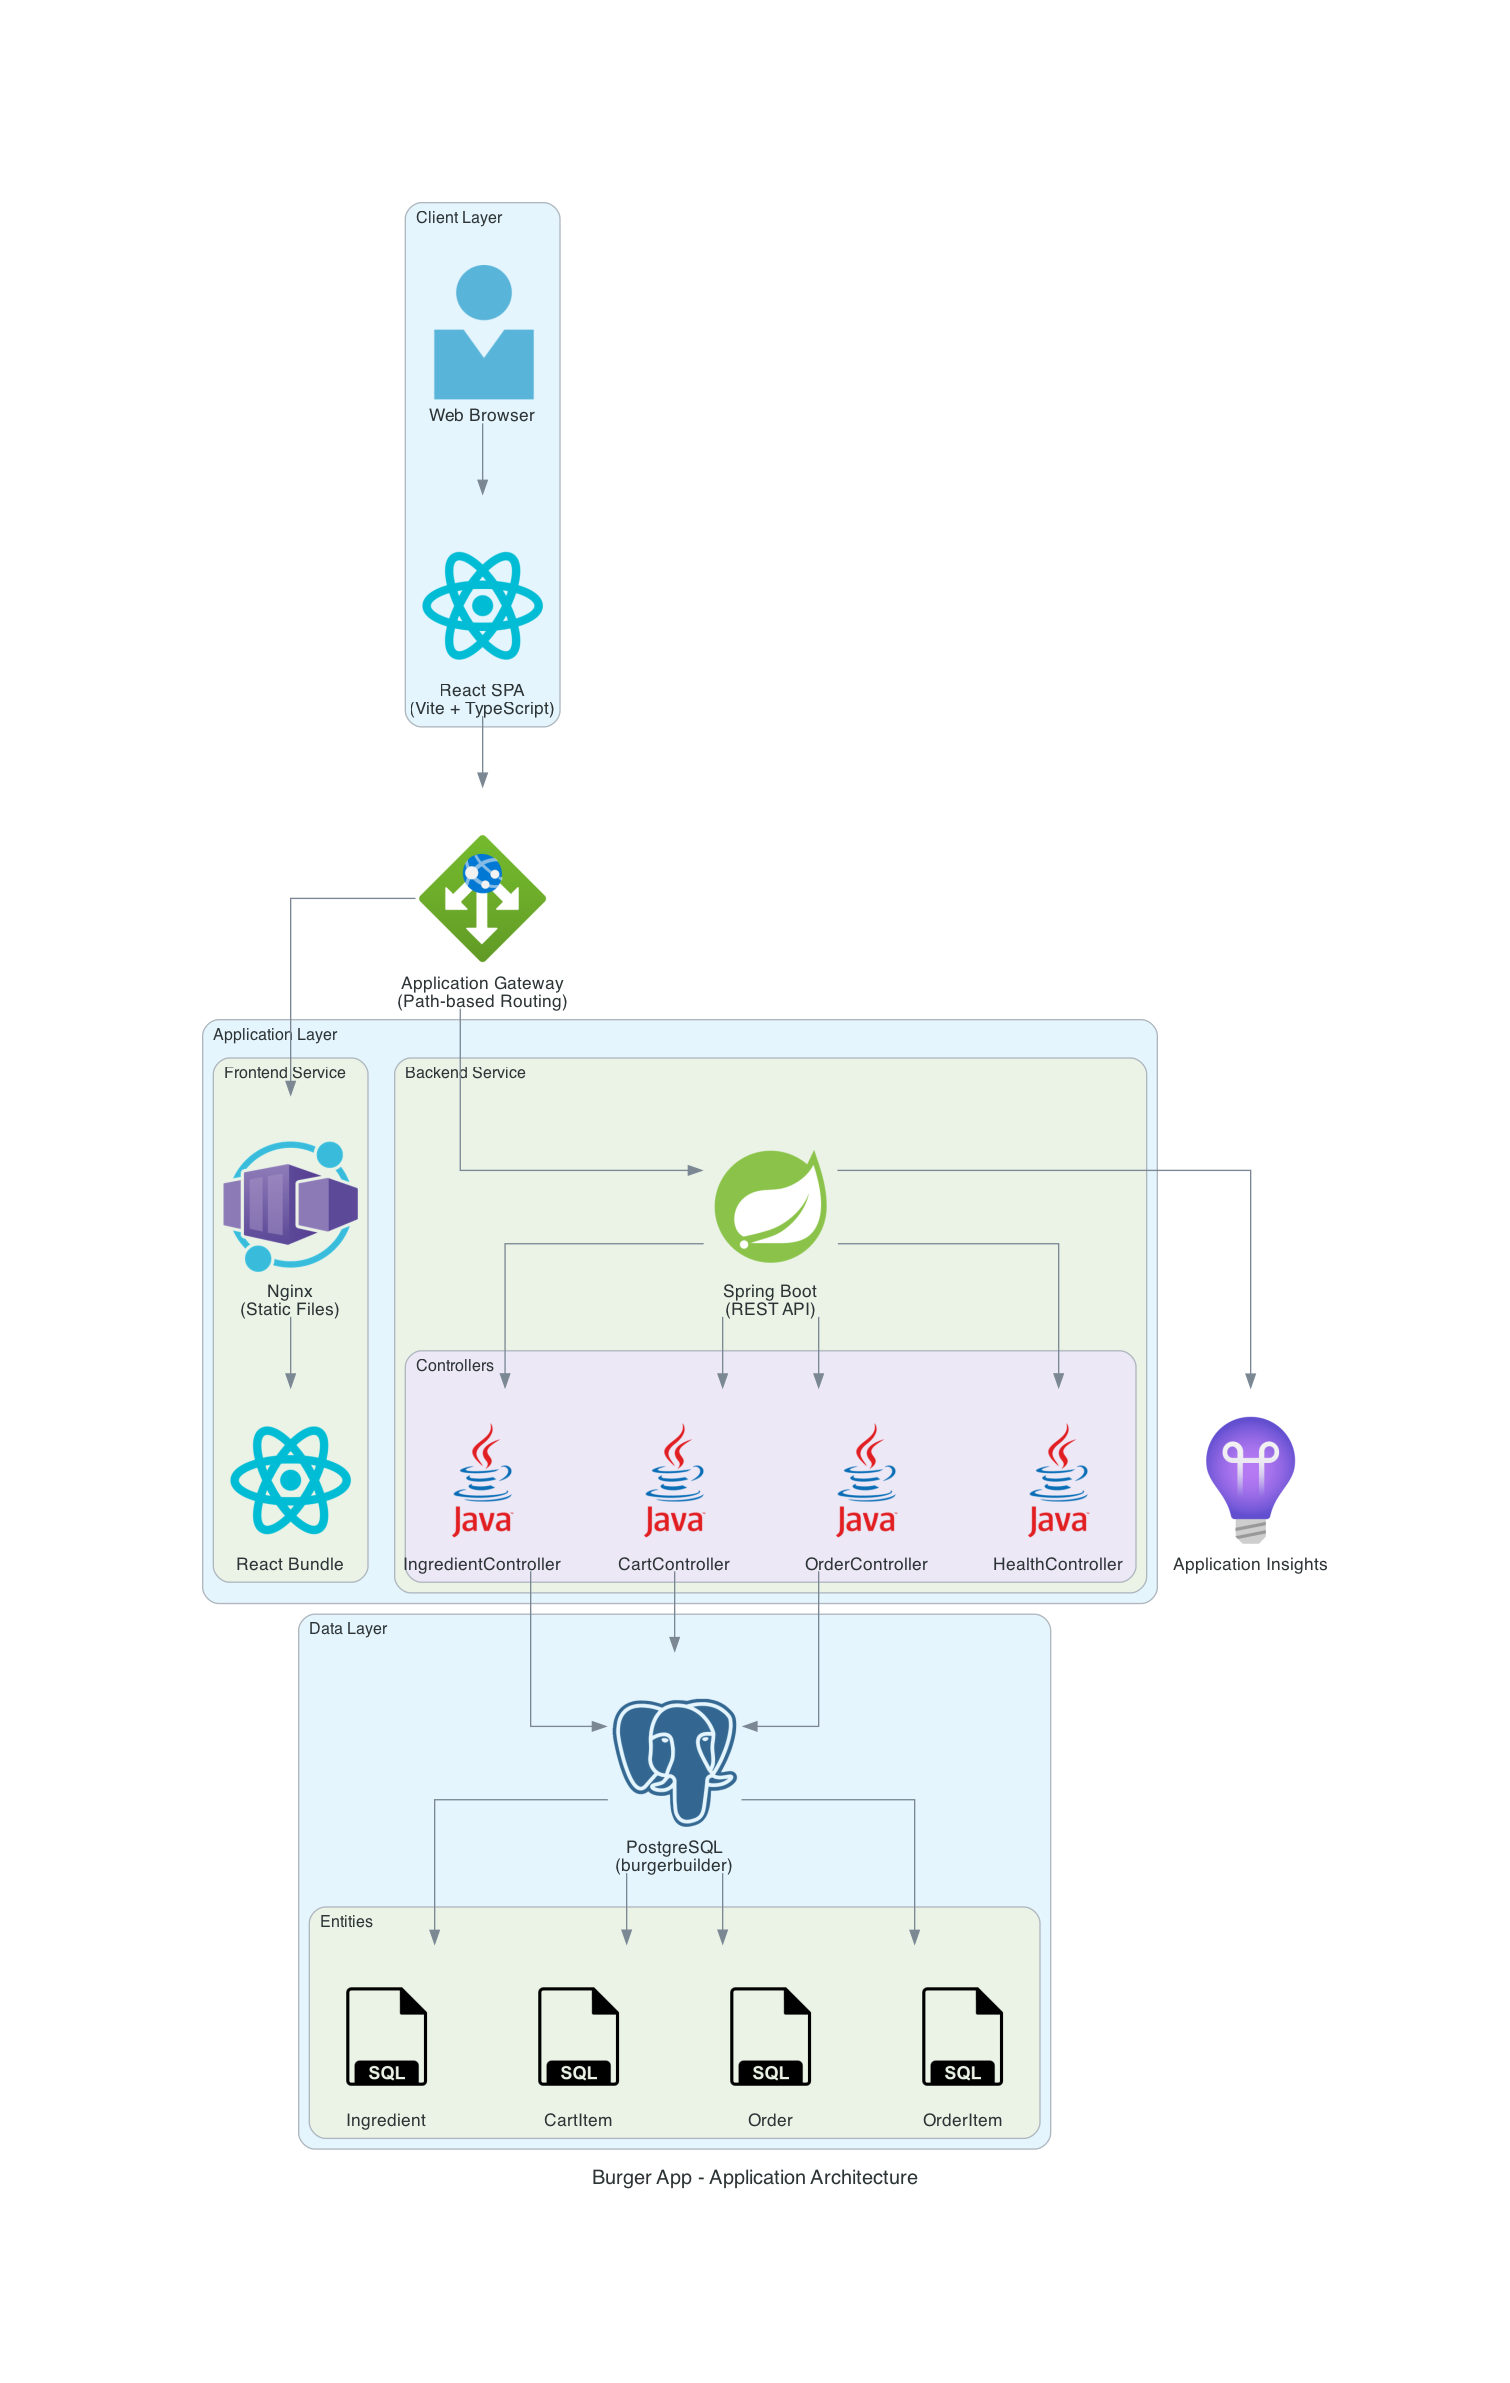 Client Layer
Web Browser
React SPA
(Vite + TypeScript)
Application Gateway
(Path-based Routing)
Application Layer
Frontend Service
Backend Service
Nginx
(Static Files)
Spring Boot
(REST API)
Controllers
Java
Java
Java
Java
React Bundle
IngredientController
CartController
OrderController
HealthController
Application Insights
Data Layer
PostgreSQL
(burgerbuilder)
Entities
SQL
SQL
SQL
SQL
Ingredient
CartItem
Order
OrderItem
Burger App - Application Architecture